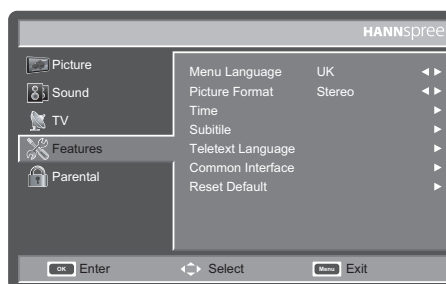 HANNspree
Picture
Sound
TV
Features
Parental
Menu Language UK
Picture Format Stereo
Time
Subitile
Teletext Language
Common Interface
Reset Default
OK Enter
Select
Menu Exit